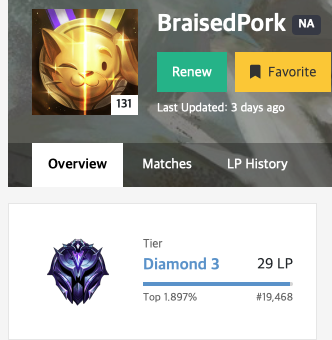 BraisedPork NA
131
Renew
Favorite
Last Updated: 3 days ago
Overview Matches LP History
Tier
Diamond 3 29 LP
Top 1.897% #19,468